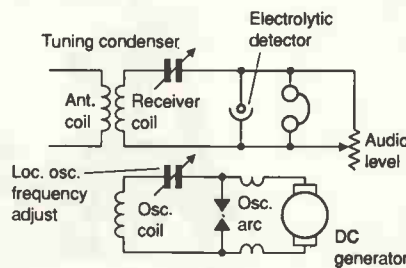 Electrolytic
detector
Tuning condenser
Ant.
coil
Receiver
coil
Audio
level
Loc. osc.
frequency
adjust
Osc.
coil
Osc.
arc
DC
generator